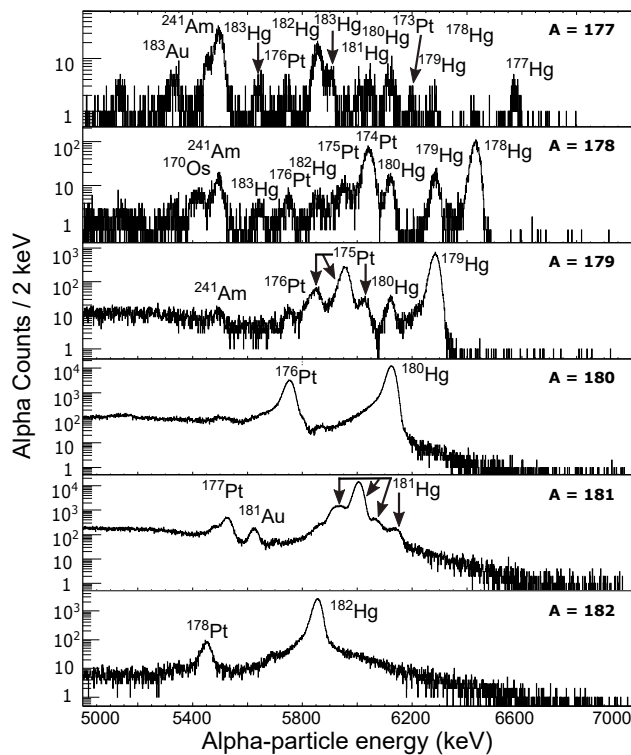 ²⁴¹Am ¹⁸³Hg ¹⁸²Hg ¹⁸³Hg ¹⁷³Pt A = 177
¹⁸³Au ¹⁷⁶Pt ¹⁸¹Hg ¹⁸⁰Hg ¹⁷⁸Hg ¹⁷⁹Hg ¹⁷⁷Hg
10
1
²⁴¹Am ¹⁷⁴Pt A = 178
10²
¹⁷⁰Os ¹⁸³Hg ¹⁷⁶Pt ¹⁸²Hg ¹⁷⁵Pt ¹⁸⁰Hg ¹⁷⁹Hg ¹⁷⁸Hg
10
1
10³
A = 179
²⁴¹Am ¹⁷⁶Pt ¹⁷⁵Pt ¹⁸⁰Hg ¹⁷⁹Hg
10²
10
1
10⁴
¹⁷⁶Pt ¹⁸⁰Hg A = 180
10³
10²
10
1
10⁴
¹⁷⁷Pt ¹⁸¹Au ¹⁸¹Hg A = 181
10³
10²
10
1
10³
¹⁷⁸Pt ¹⁸²Hg A = 182
10²
10
1
Alpha Counts / 2 keV
5000 5400 5800 6200 6600 7000
Alpha-particle energy (keV)